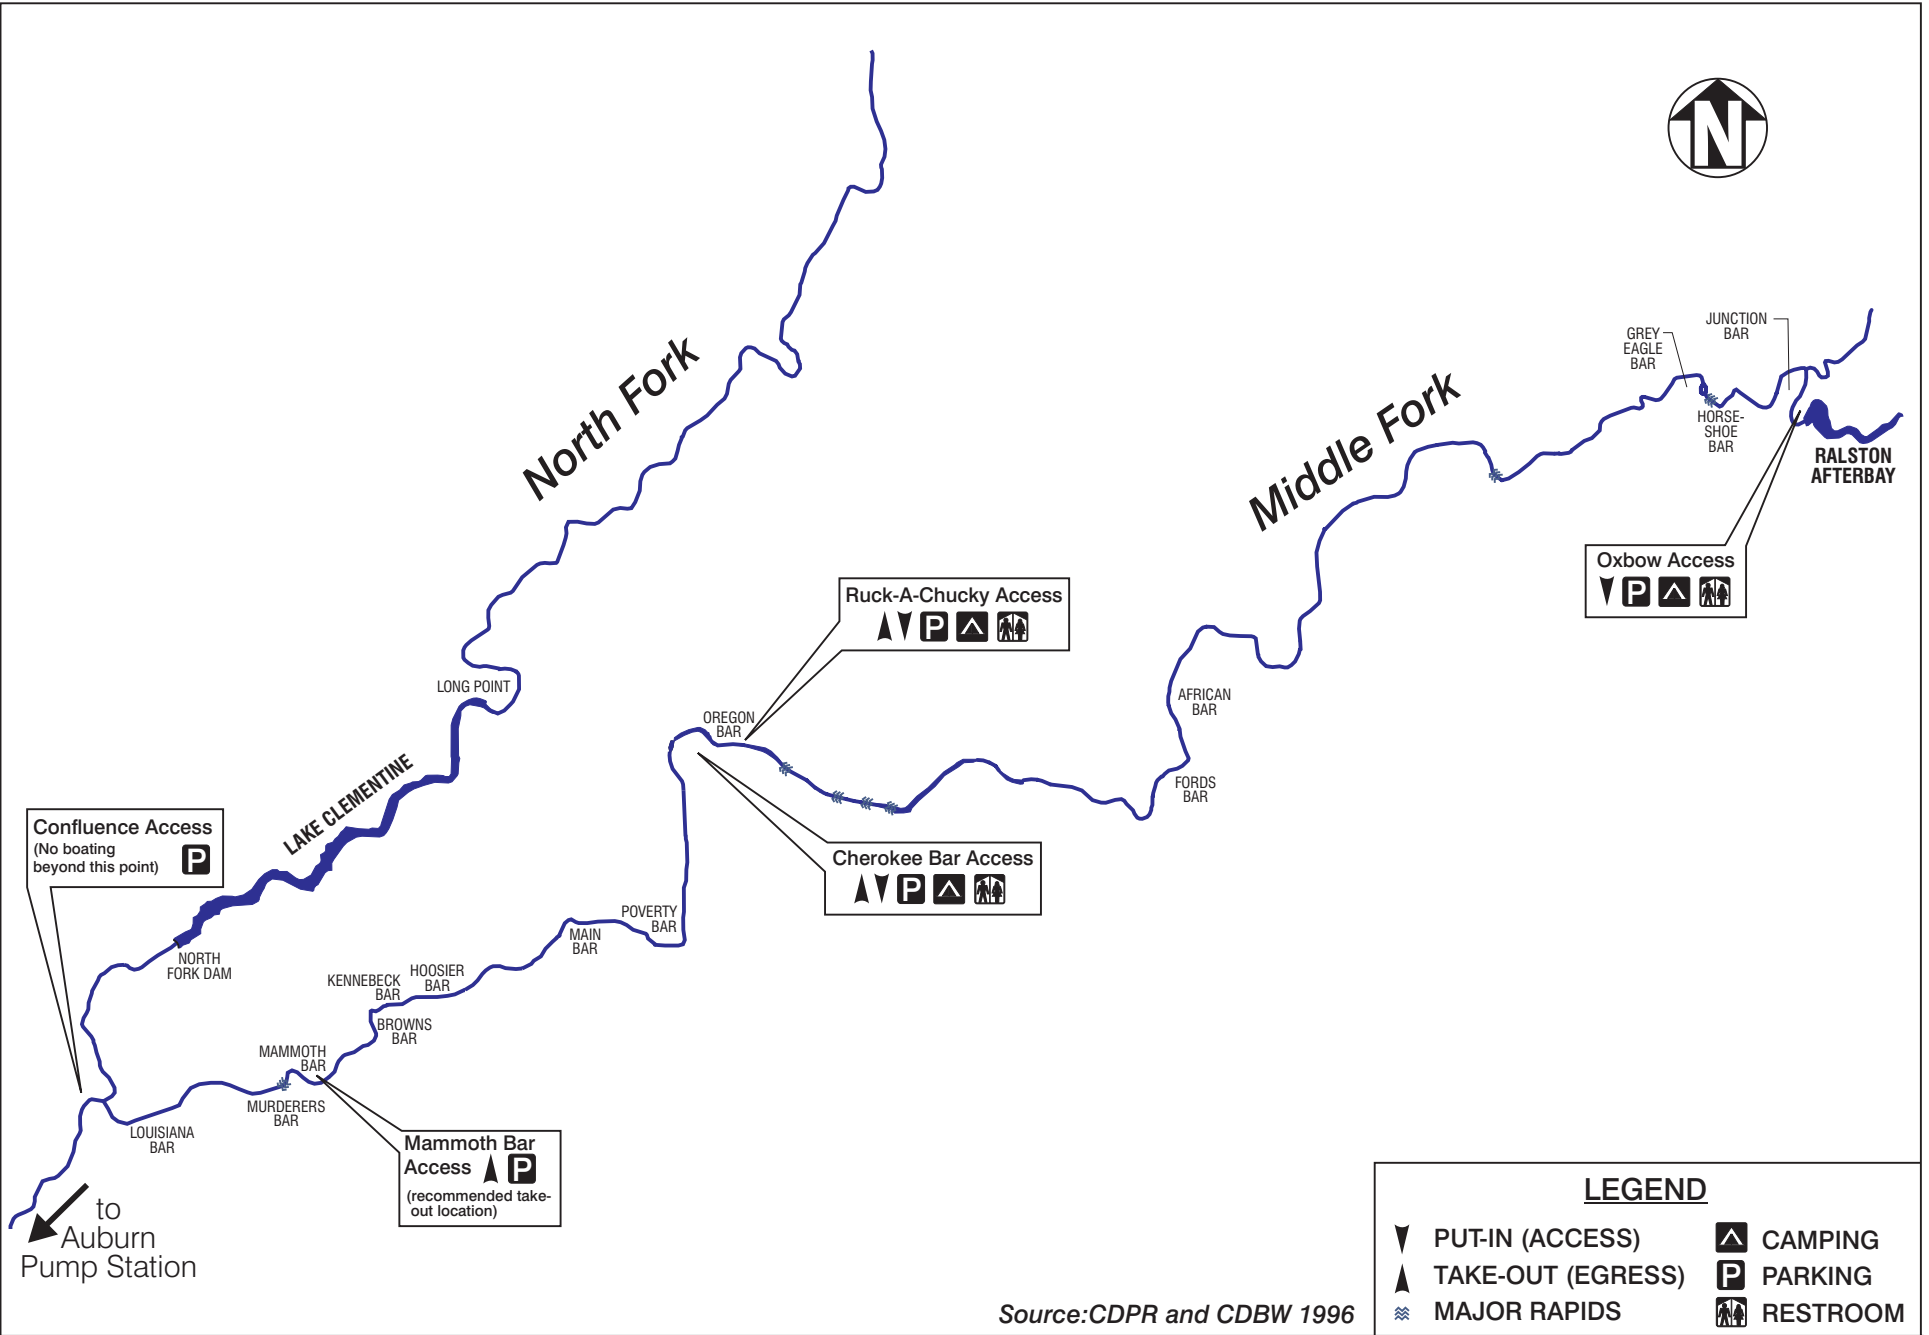 N
North Fork
Middle Fork
JUNCTION
BAR
GREY
EAGLE
BAR
HORSE-
SHOE
BAR
RALSTON
AFTERBAY
Oxbow Access
P
Ruck-A-Chucky Access
P
AFRICAN
BAR
FORDS
BAR
OREGON
BAR
Cherokee Bar Access
P
LONG POINT
LAKE CLEMENTINE
Confluence Access
(No boating
beyond this point)
P
NORTH
FORK DAM
POVERTY
BAR
MAIN
BAR
HOOSIER
BAR
KENNEBECK
BAR
BROWNS
BAR
MAMMOTH
BAR
MURDERERS
BAR
LOUISIANA
BAR
Mammoth Bar
Access P
(recommended take-
out location)
to
Auburn
Pump Station
Source:CDPR and CDBW 1996
LEGEND
PUT-IN (ACCESS)
TAKE-OUT (EGRESS)
MAJOR RAPIDS
CAMPING
P PARKING
RESTROOM